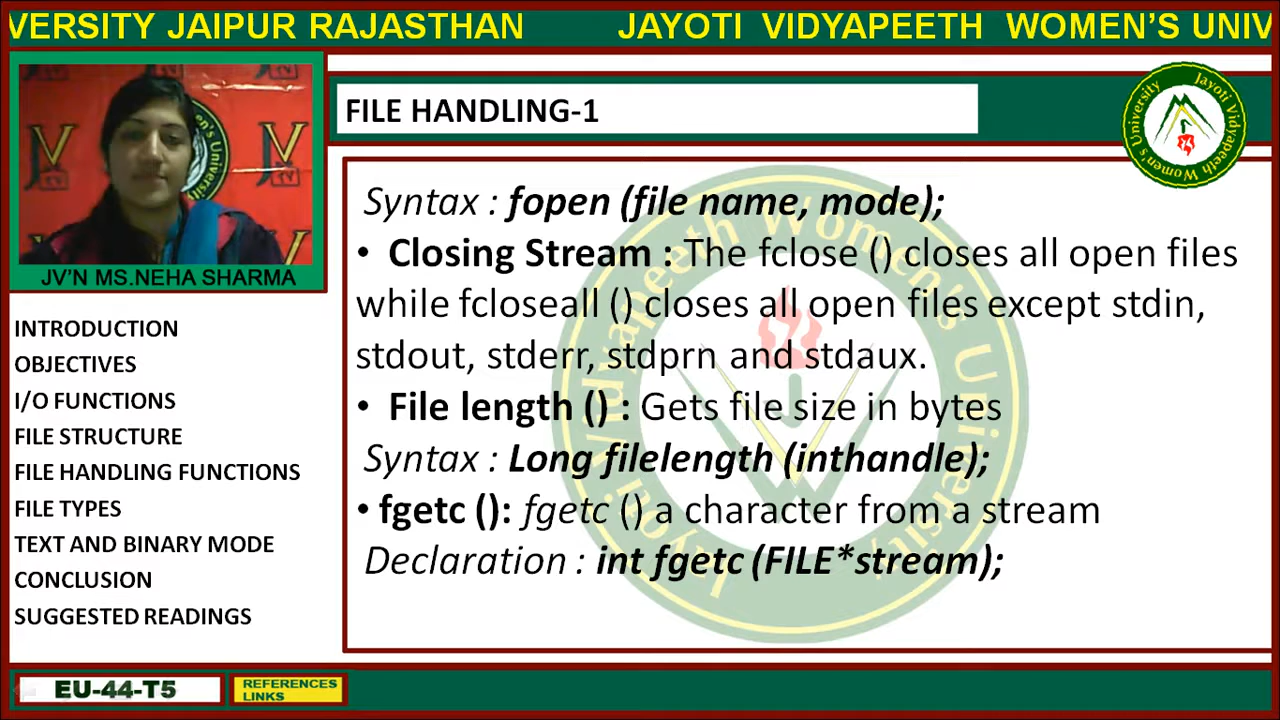 VERSITY JAIPUR RAJASTHAN JAYOTI VIDYAPEETH WOMEN'S UNIV
FILE HANDLING-1
Jayoti Vidyapeeth Women's University
JV'N MS.NEHA SHARMA
INTRODUCTION
OBJECTIVES
I/O FUNCTIONS
FILE STRUCTURE
FILE HANDLING FUNCTIONS
FILE TYPES
TEXT AND BINARY MODE
CONCLUSION
SUGGESTED READINGS
Syntax : fopen (file name, mode);
• Closing Stream : The fclose () closes all open files
while fcloseall () closes all open files except stdin,
stdout, stderr, stdprn and stdaux.
• File length () : Gets file size in bytes
Syntax : Long filelength (inthandle);
• fgetc (): fgetc () a character from a stream
Declaration : int fgetc (FILE*stream);
EU-44-T5
REFERENCES
LINKS